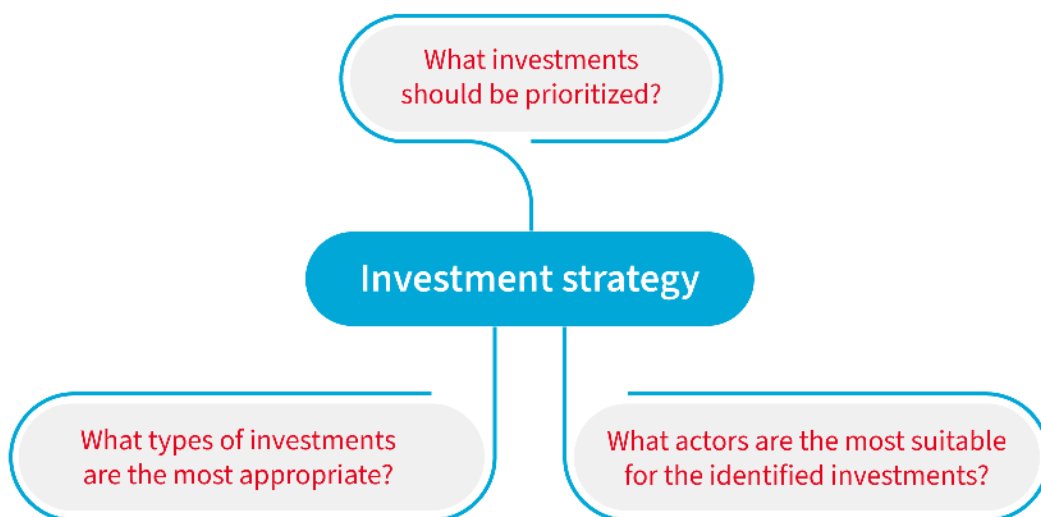 What investments
should be prioritized?
Investment strategy
What types of investments
are the most appropriate?
What actors are the most suitable
for the identified investments?